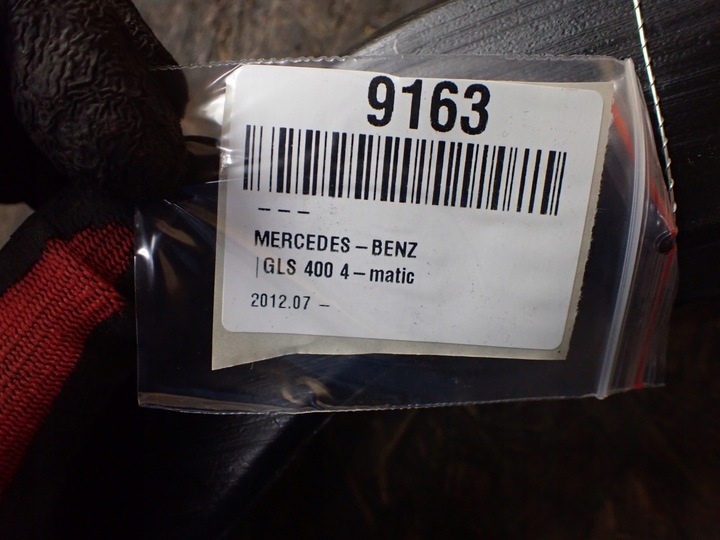 9163
– – –
MERCEDES-BENZ
|GLS 400 4-matic
2012.07 –